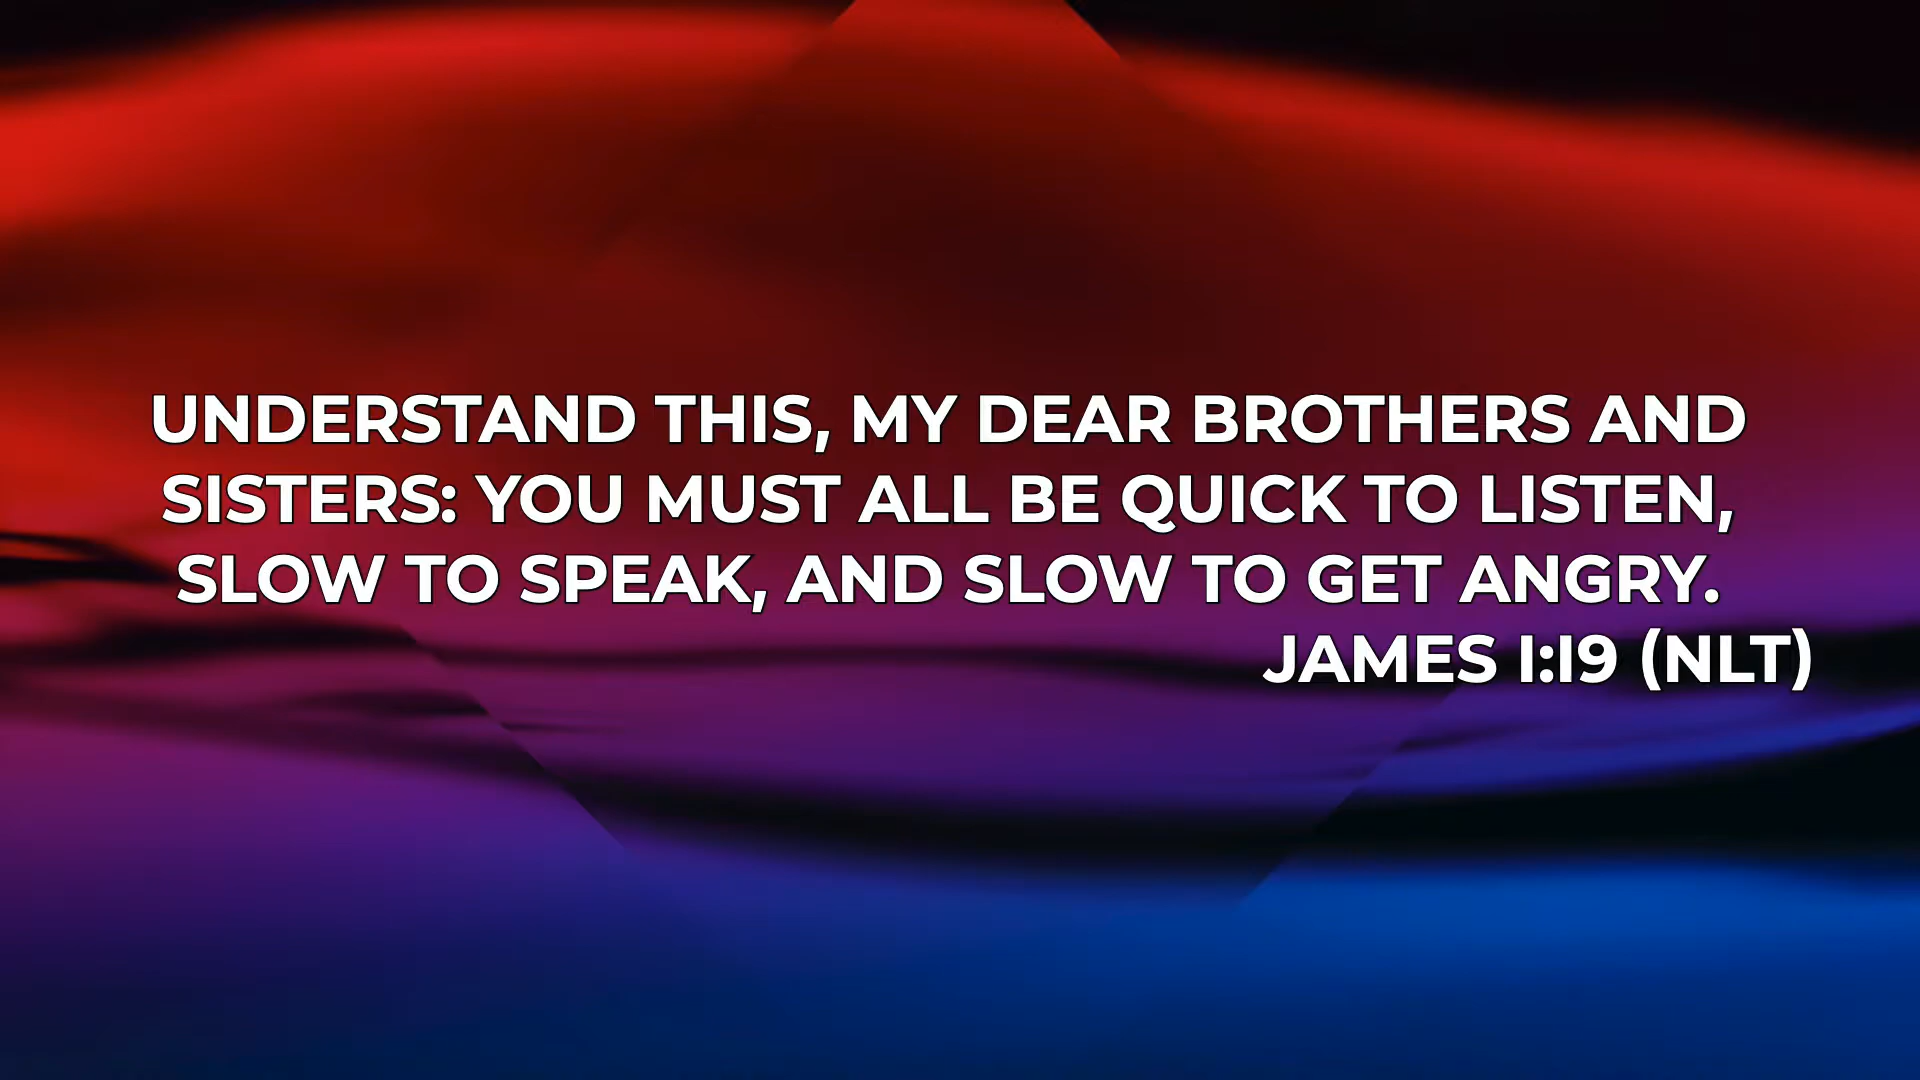 UNDERSTAND THIS, MY DEAR BROTHERS AND
SISTERS: YOU MUST ALL BE QUICK TO LISTEN,
SLOW TO SPEAK, AND SLOW TO GET ANGRY.
JAMES 1:19 (NLT)